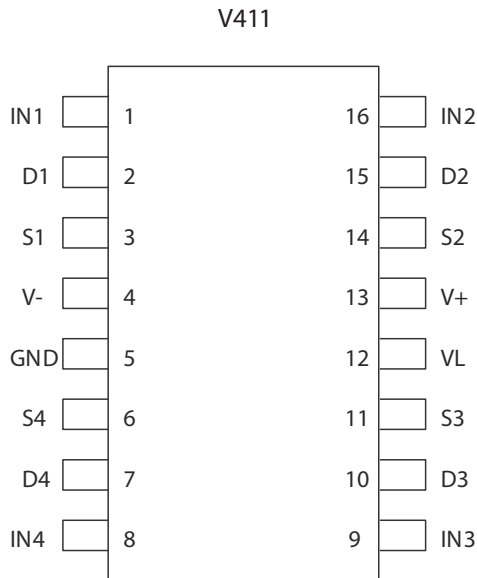 V411
IN1 1 16 IN2
D1 2 15 D2
S1 3 14 S2
V- 4 13 V+
GND 5 12 VL
S4 6 11 S3
D4 7 10 D3
IN4 8 9 IN3